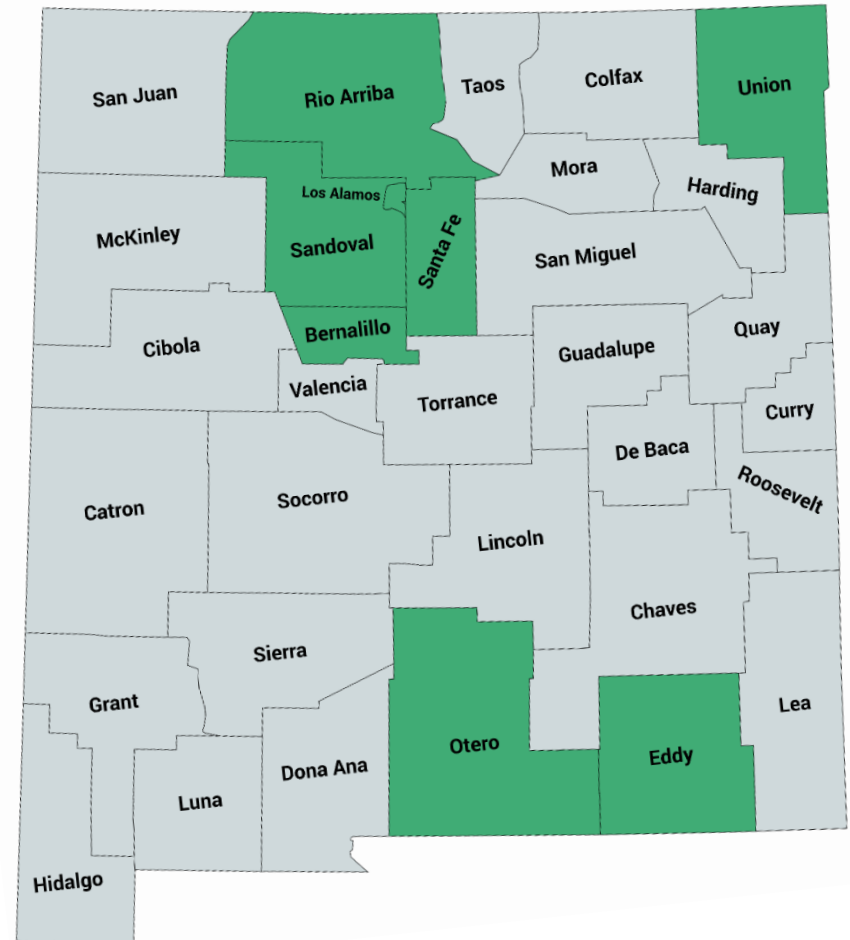 San Juan
Rio Arriba
Taos
Colfax
Union
Mora
Harding
Los Alamos
McKinley
Sandoval
Santa Fe
San Miguel
Bernalillo
Cibola
Quay
Guadalupe
Valencia
Torrance
Curry
De Baca
Roosevelt
Catron
Socorro
Lincoln
Chaves
Sierra
Grant
Lea
Otero
Eddy
Dona Ana
Luna
Hidalgo